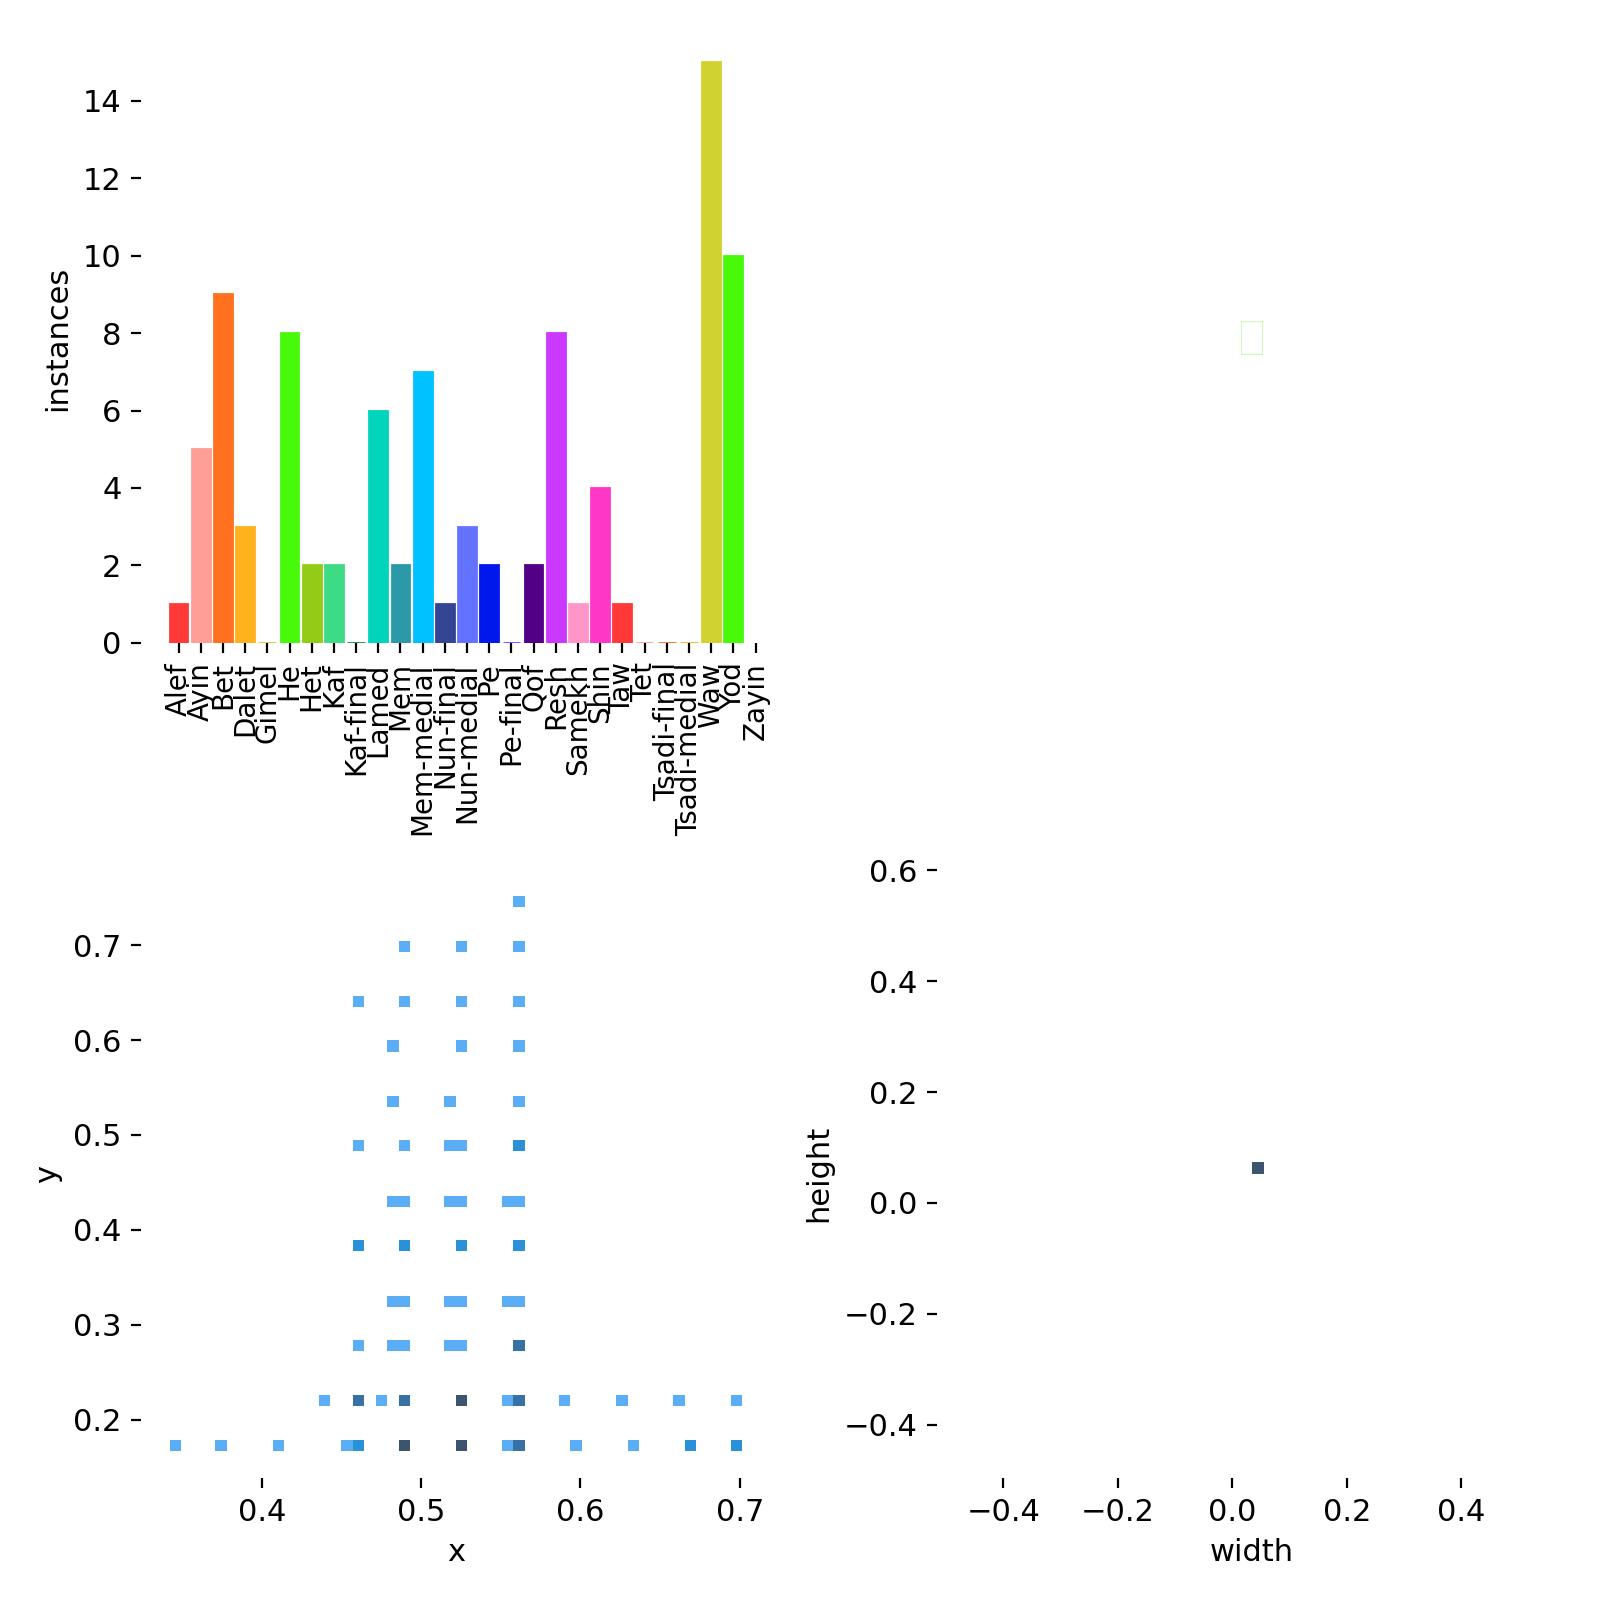 14
12
10
8
6
4
2
0
instances
Alef
Ayin
Bet
Dalet
Gimel
He
Het
Kaf
Kaf-final
Lamed
Mem
Mem-medial
Nun-final
Nun-medial
Pe
Pe-final
Qof
Resh
Samekh
Shin
Taw
Tet
Tsadi-final
Tsadi-medial
Waw
Yod
Zayin
0.7
0.6
0.5
0.4
0.3
0.2
y
0.4 0.5 0.6 0.7
x
0.6
0.4
0.2
0.0
−0.2
−0.4
height
−0.4 −0.2 0.0 0.2 0.4
width